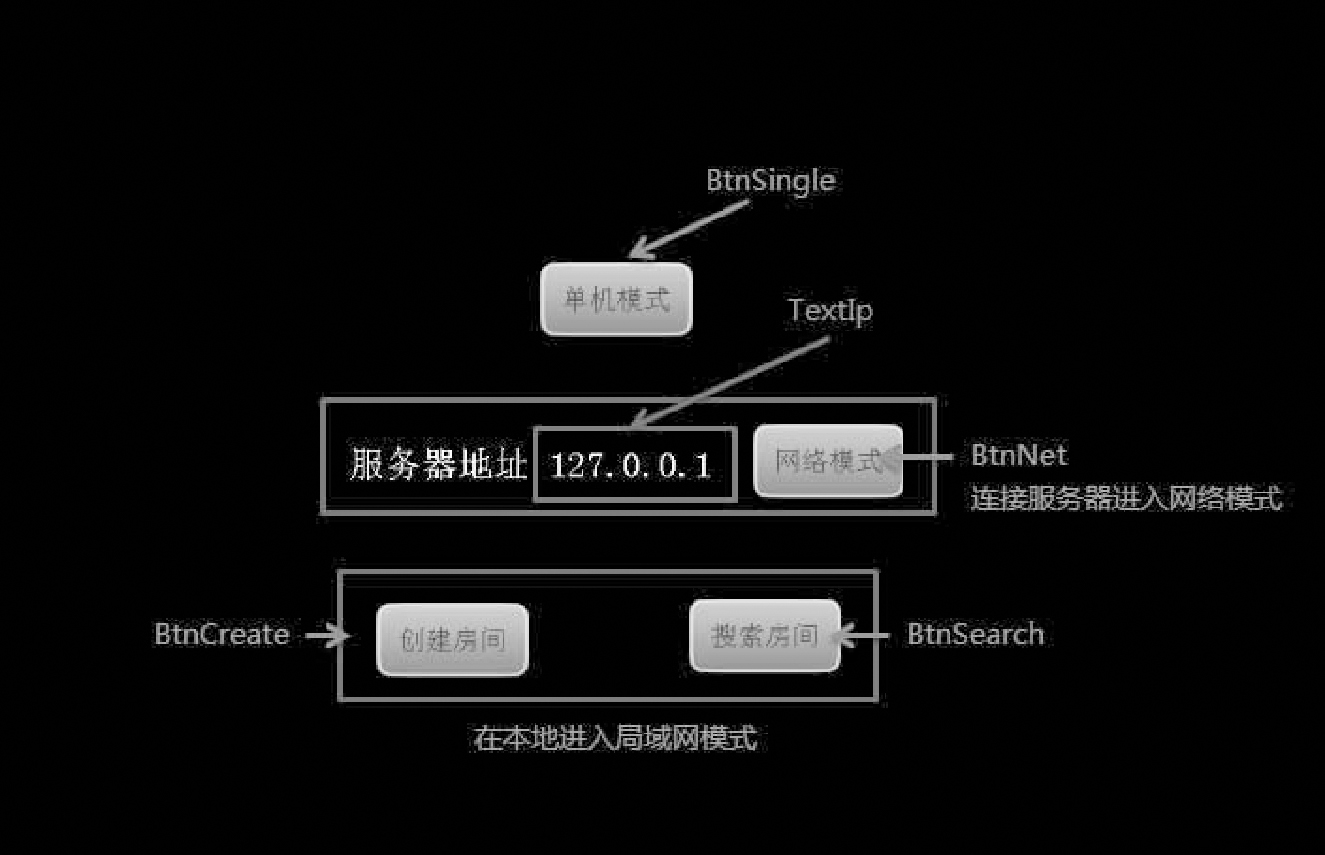 BtnSingle
单机模式
TextIp
服务器地址 127.0.0.1 网络模式
BtnNet
连接服务器进入网络模式
BtnCreate
创建房间
搜索房间
BtnSearch
在本地进入局域网模式